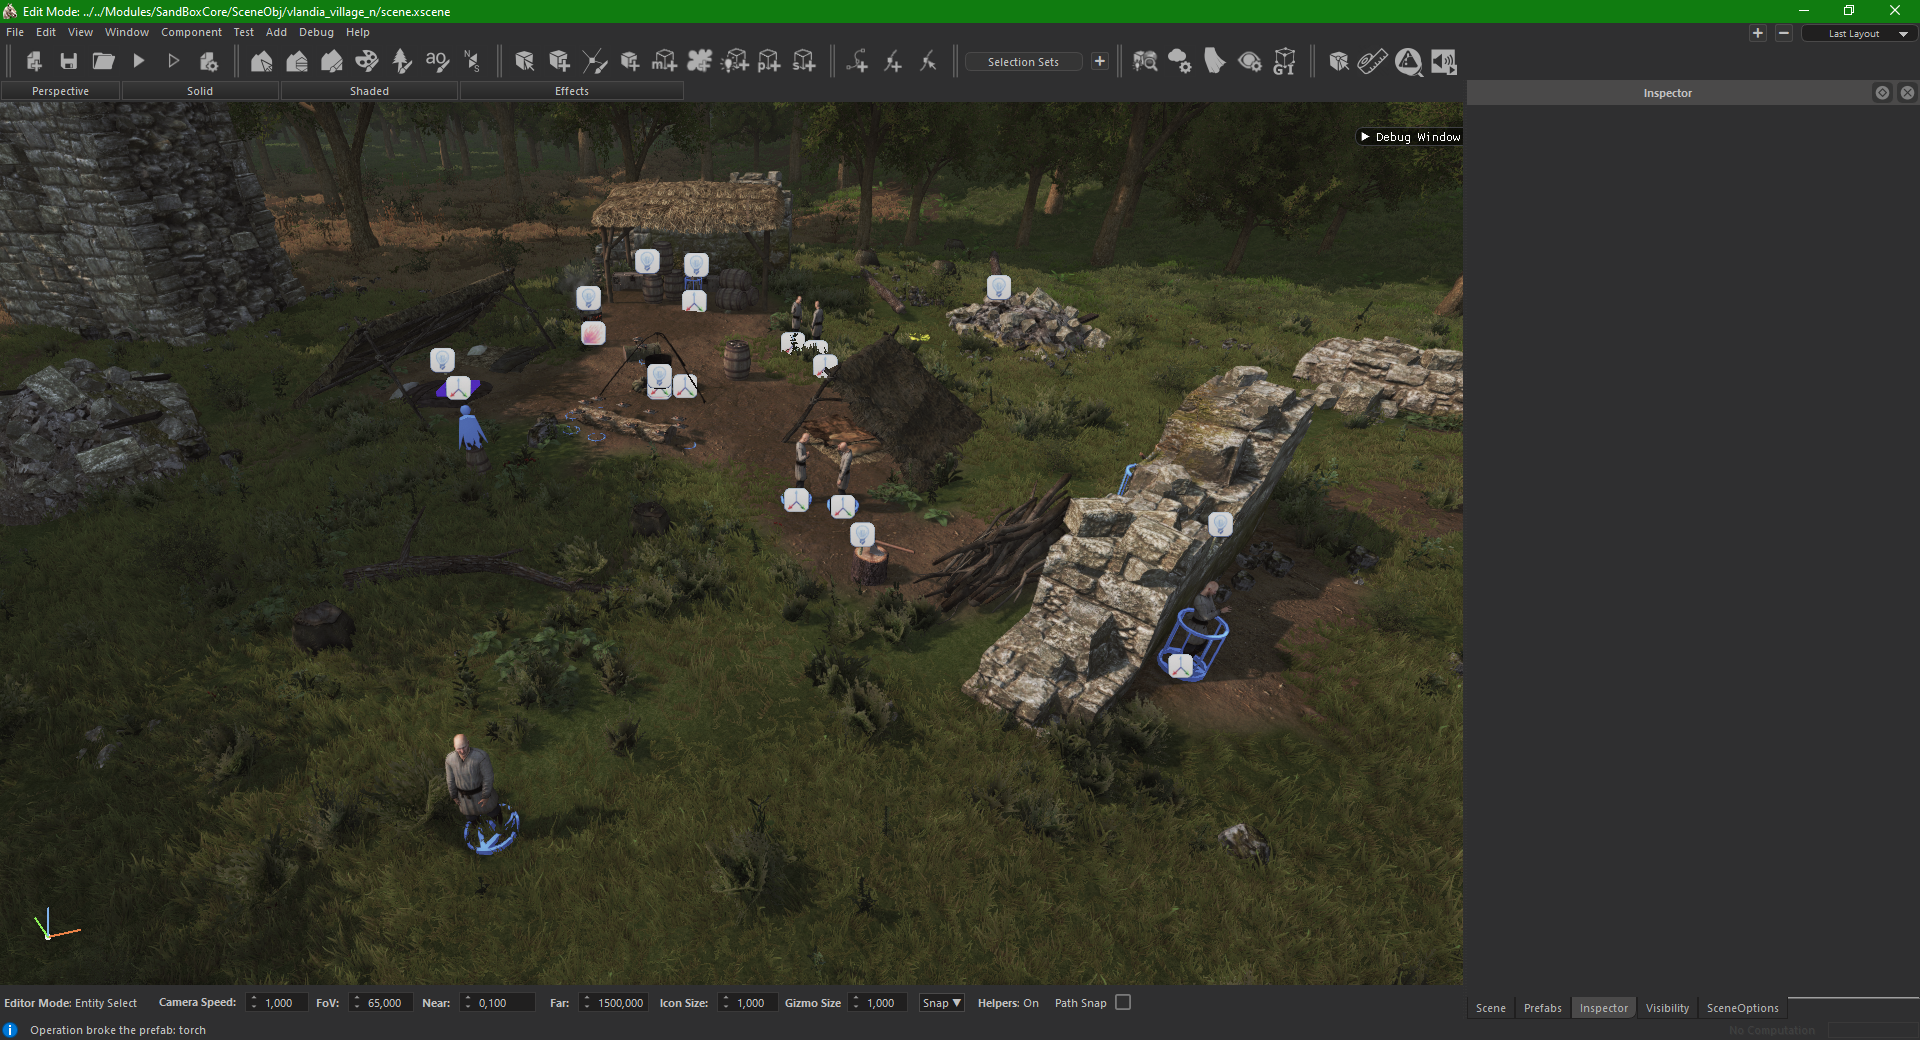 Edit Mode: ../../Modules/SandBoxCore/SceneObj/vlandia_village_n/scene.xscene
File Edit View Window Component Test Add Debug Help
Last Layout
Selection Sets
GI
Perspective Solid Shaded Effects
Inspector
Debug Window
Editor Mode: Entity Select Camera Speed: 1,000 FoV: 65,000 Near: 0,100 Far: 1500,000 Icon Size: 1,000 Gizmo Size 1,000 Snap Helpers: On Path Snap
Scene Prefabs Inspector Visibility SceneOptions
Operation broke the prefab: torch
No Computation